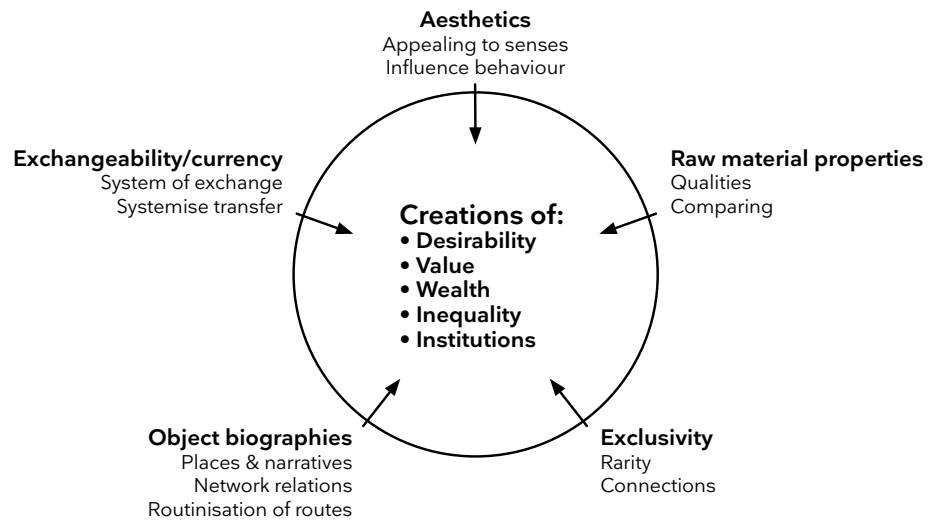 Aesthetics
Appealing to senses
Influence behaviour
Exchangeability/currency
System of exchange
Systemise transfer
Raw material properties
Qualities
Comparing
Creations of:
• Desirability
• Value
• Wealth
• Inequality
• Institutions
Object biographies
Places & narratives
Network relations
Routinisation of routes
Exclusivity
Rarity
Connections